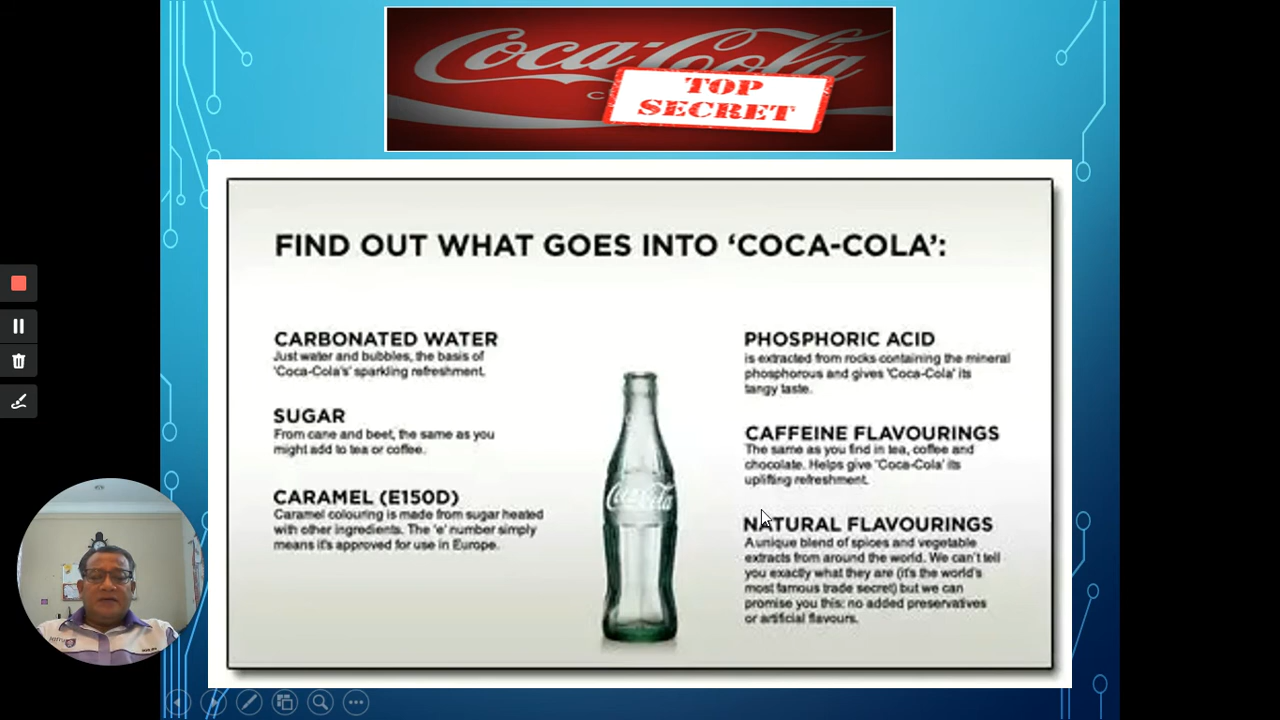 Coca-Cola
TOP
SECRET
FIND OUT WHAT GOES INTO ‘COCA-COLA’:
CARBONATED WATER
Just water and bubbles, the basis of
'Coca-Cola's' sparkling refreshment.
SUGAR
From cane and beet, the same as you
might add to tea or coffee.
CARAMEL (E150D)
Caramel colouring is made from sugar heated
with other ingredients. The 'e' number simply
means it's approved for use in Europe.
Coca-Cola
PHOSPHORIC ACID
is extracted from rocks containing the mineral
phosphorous and gives 'Coca-Cola' its
tangy taste.
CAFFEINE FLAVOURINGS
The same as you find in tea, coffee and
chocolate. Helps give 'Coca-Cola' its
uplifting refreshment.
NATURAL FLAVOURINGS
A unique blend of spices and vegetable
extracts from around the world. We can't tell
you exactly what they are (it's the world's
most famous trade secret) but we can
promise you this: no added preservatives
or artificial flavours.